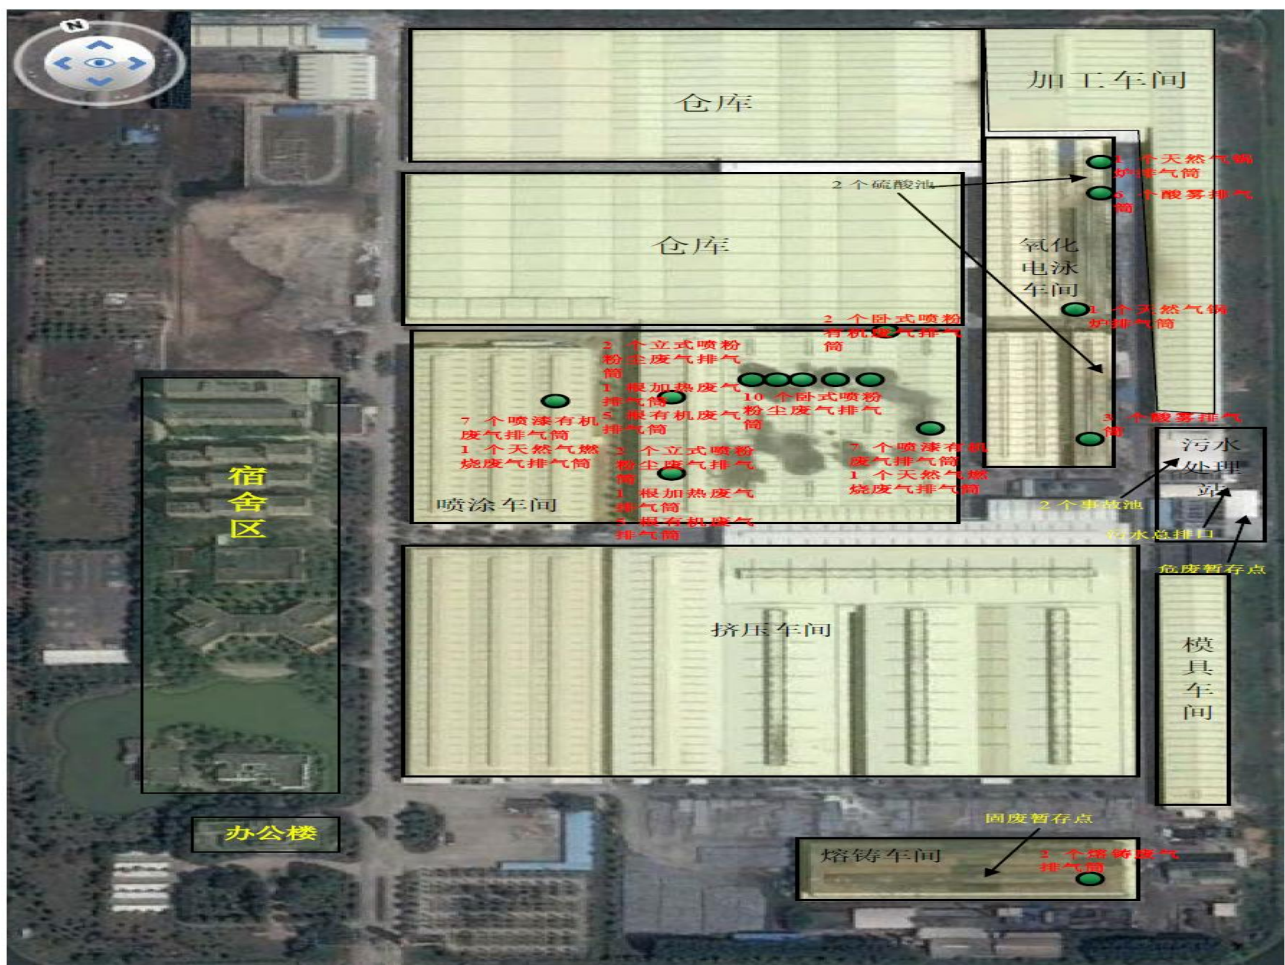 N
仓库
加工车间
个天然气锅
炉排气筒
2 个硫酸池
个酸雾排气
筒
仓库
氧化
电泳
车间
1 个天然气锅
炉排气筒
2 个卧式喷粉
有机废气排气
筒
2 个立式喷粉
粉尘废气排气
筒
1 根加热废气
排气筒
5 根有机废气
排气筒
10 个卧式喷粉
粉尘废气排气
筒
7 个喷漆有机
废气排气筒
1 个天然气燃
烧废气排气筒
个酸雾排气
筒
7 个喷漆有机
废气排气筒
1 个天然气燃
烧废气排气筒
个立式喷粉
粉尘废气排气
筒
1 根加热废气
排气筒
根有机废气
排气筒
喷涂车间
宿
舍
区
污水
处理
站
2 个事故池
污水总排口
危废暂存点
挤压车间
模
具
车
间
办公楼
固废暂存点
熔铸车间
2 个熔铸废气
排气筒